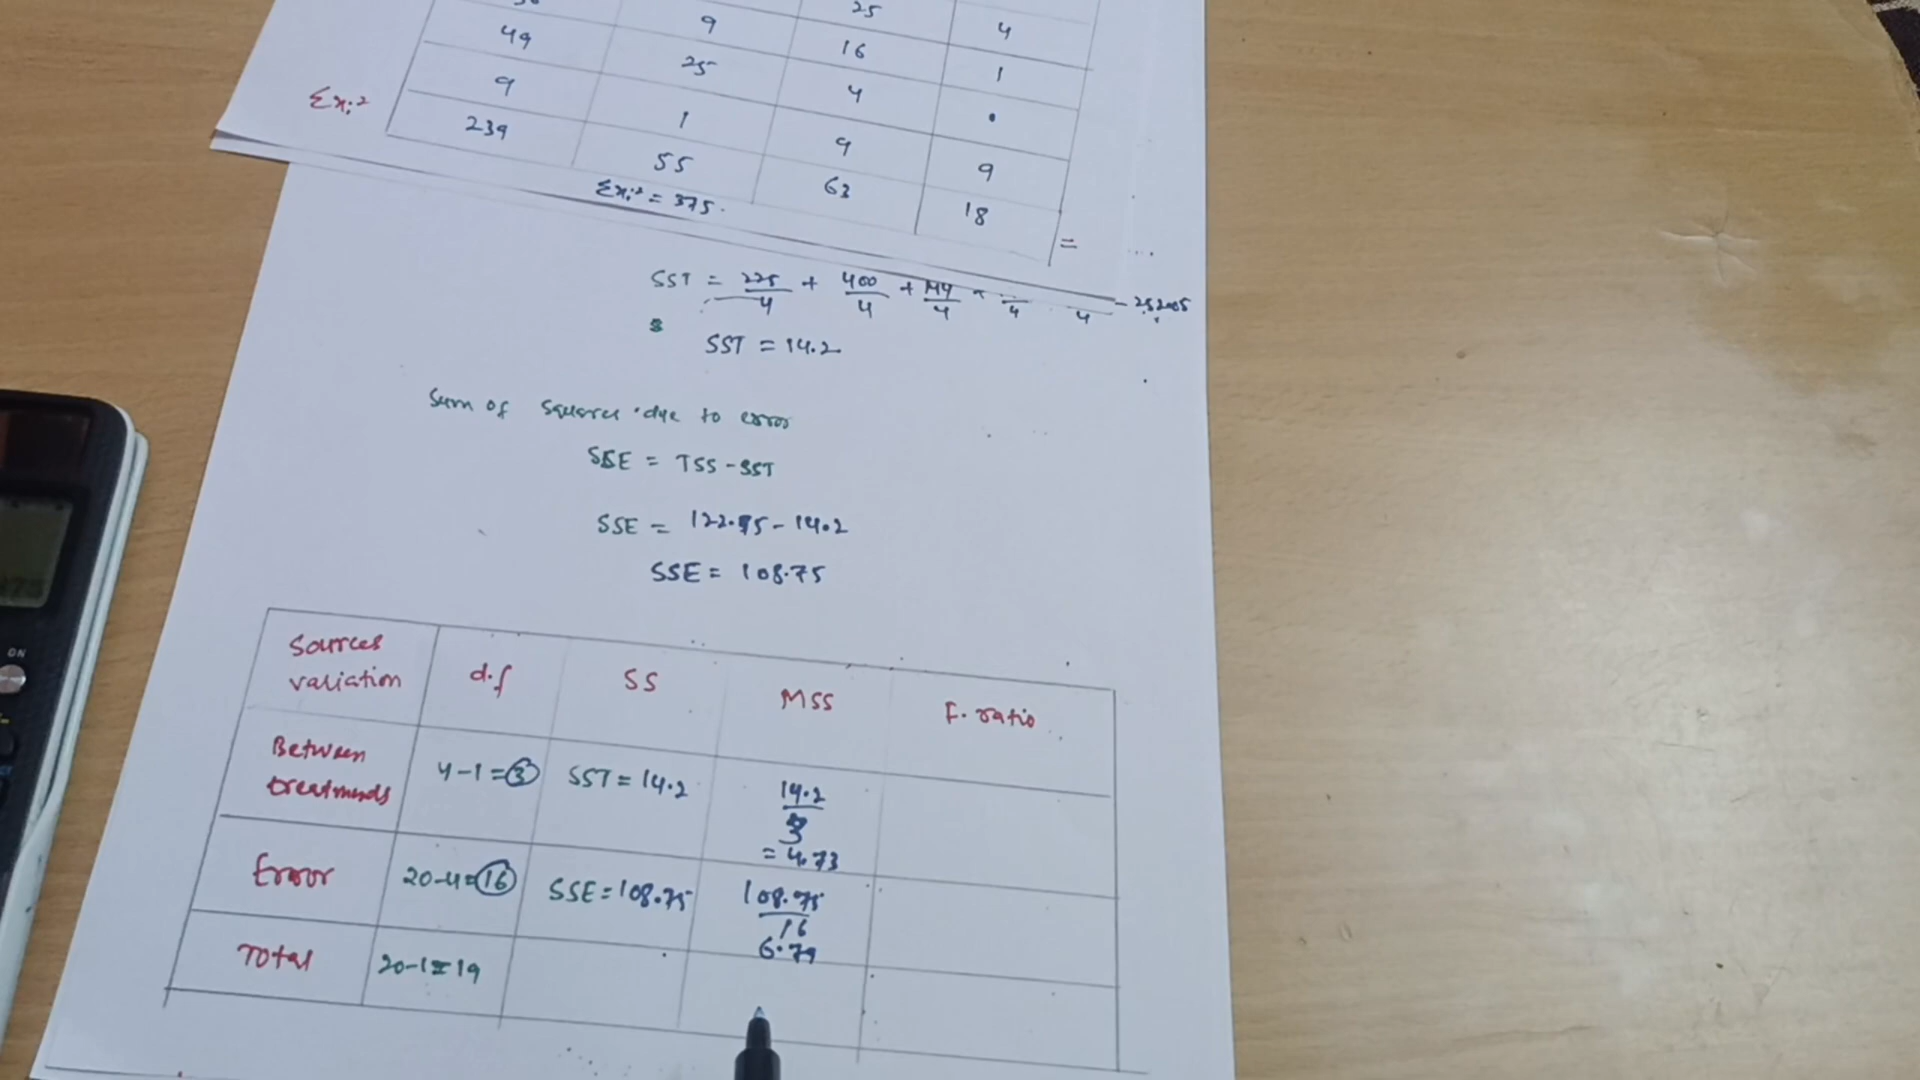 25 4
49 9 16 1
9 25 4 •
Σxi² 239 1 9 9
55 63 18
Σxi² = 375. =
SST = 225/4 + 400/4 + 144/4 +
SST = 14.2
Sum of squares due to error
SSE = TSS - SST
SSE = 122.95 - 14.2
SSE = 108.75
Sources variation d.f SS MSS F. ratio
Between treatments 4-1=3 SST = 14.2 14.2/3 = 4.73
Error 20-4=16 SSE = 108.75 108.75/16 6.79
Total 20-1=19
ON